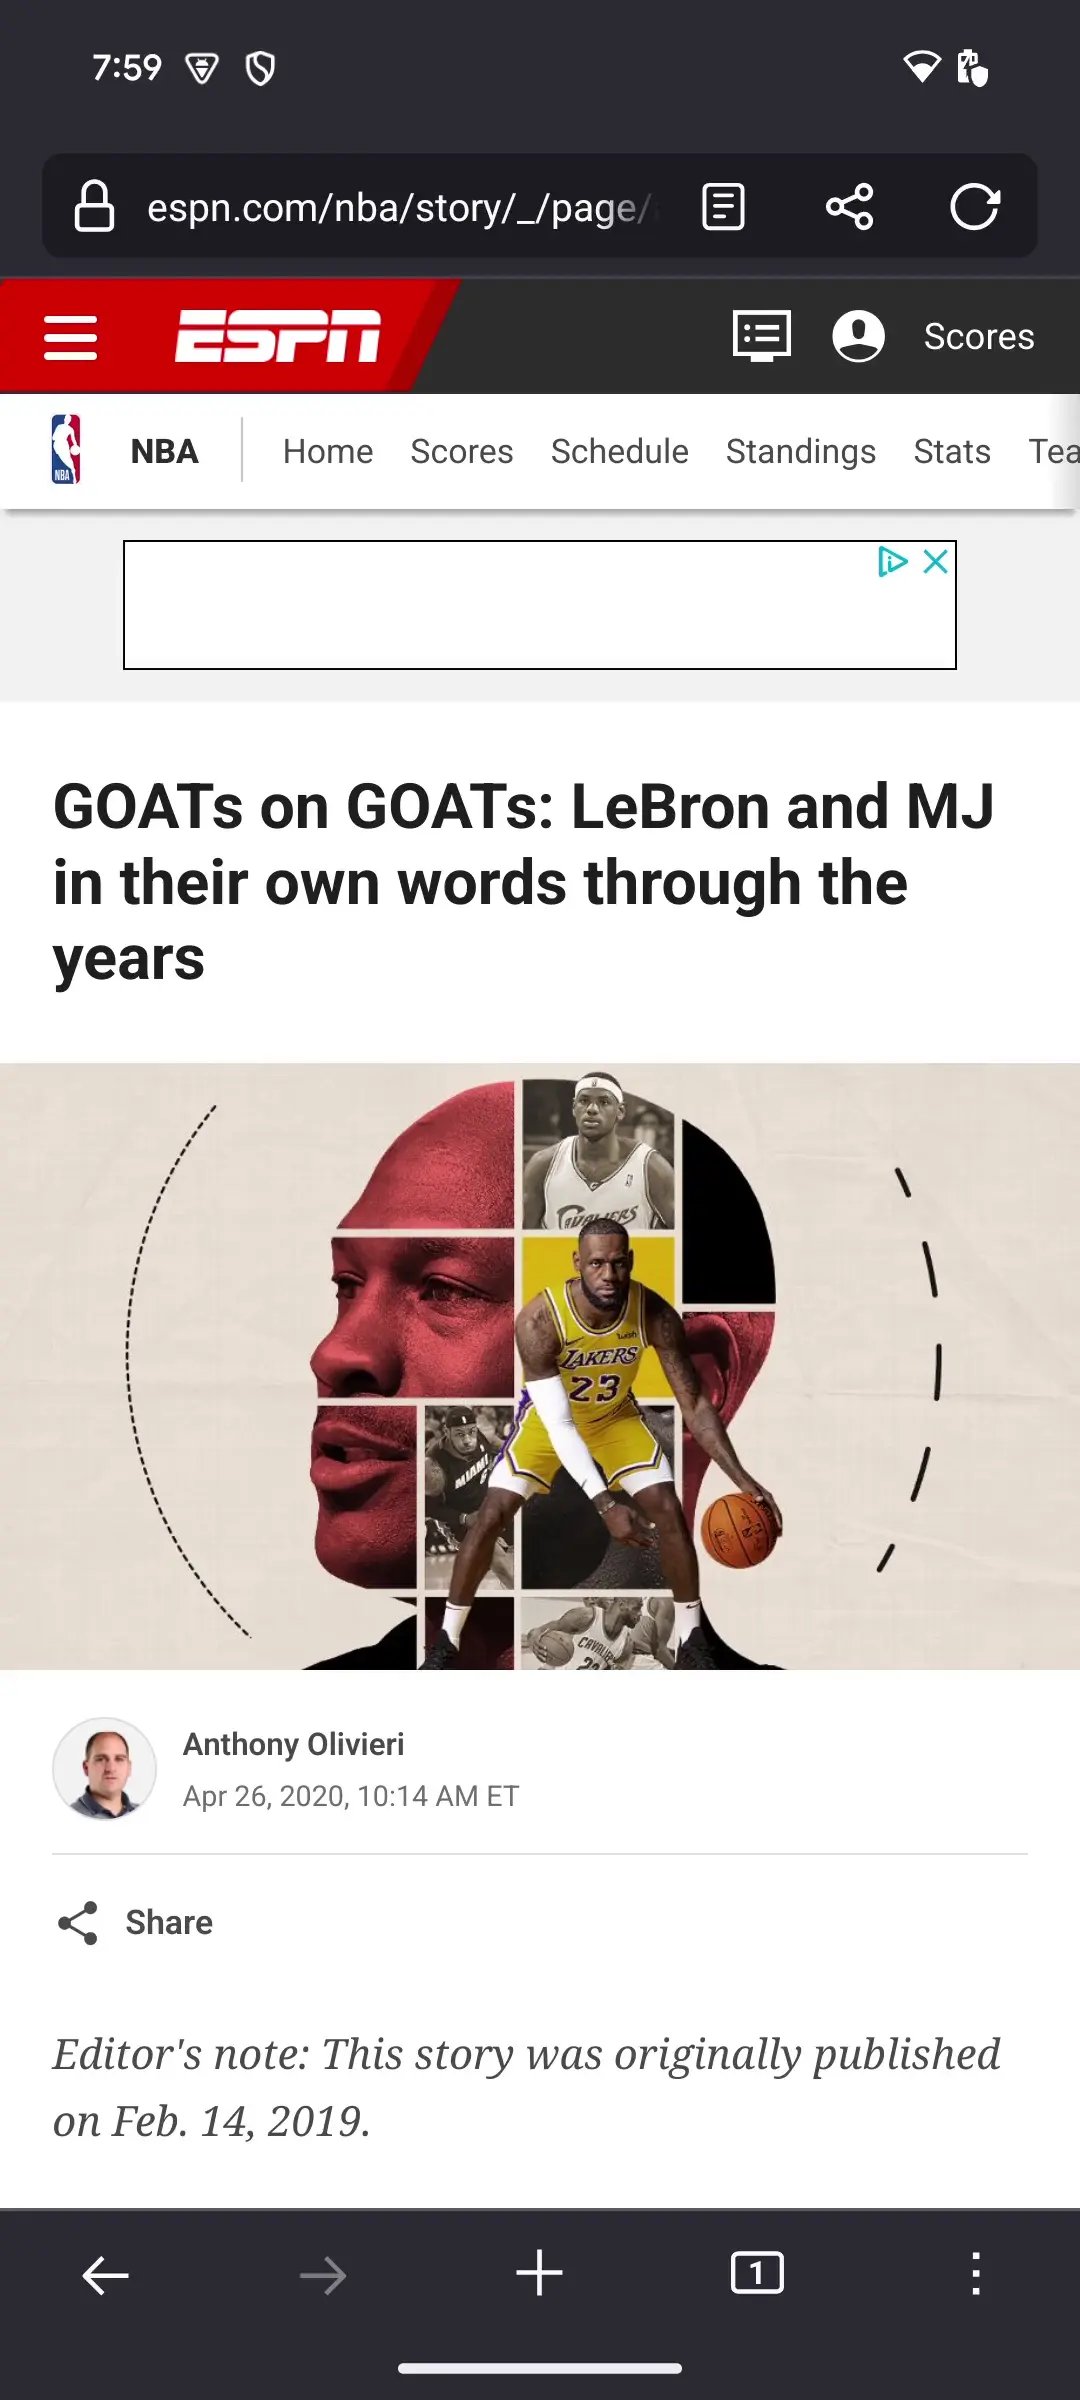 7:59
espn.com/nba/story/_/page/
ESPN
Scores
NBA
NBA
Home Scores Schedule Standings Stats Tea
GOATs on GOATs: LeBron and MJ
in their own words through the
years
CAVALIERS
wish
LAKERS
23
MIAMI
CAVALIERS
Anthony Olivieri
Apr 26, 2020, 10:14 AM ET
Share
Editor's note: This story was originally published
on Feb. 14, 2019.
1